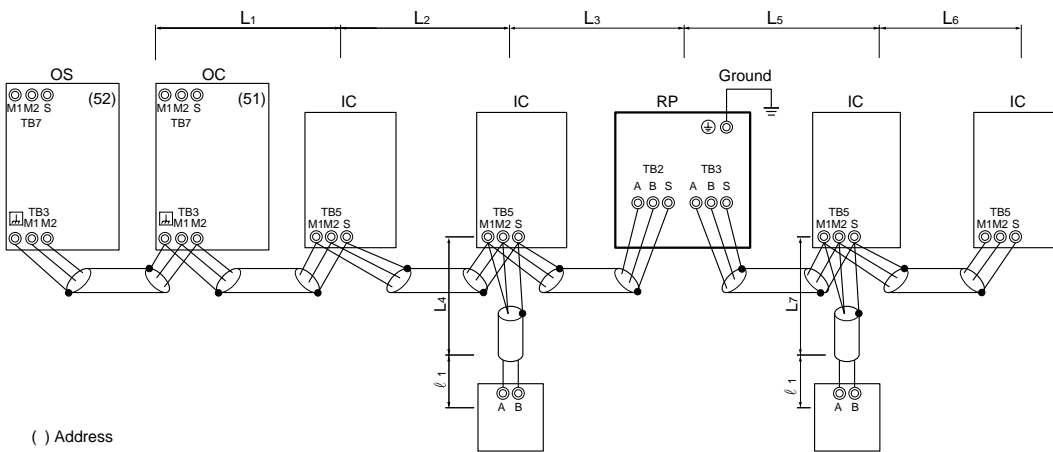 L1 L2 L3 L5 L6
OS OC Ground
IC IC RP IC IC
M1 M2 S (52) M1 M2 S (51)
TB7 TB7
TB2 TB3
A B S A B S
TB3 TB3 TB5 TB5 TB5 TB5
M1 M2 M1 M2 M1 M2 S M1 M2 S M1 M2 S M1 M2 S
L4 L7
ℓ1 ℓ1
A B A B
( ) Address